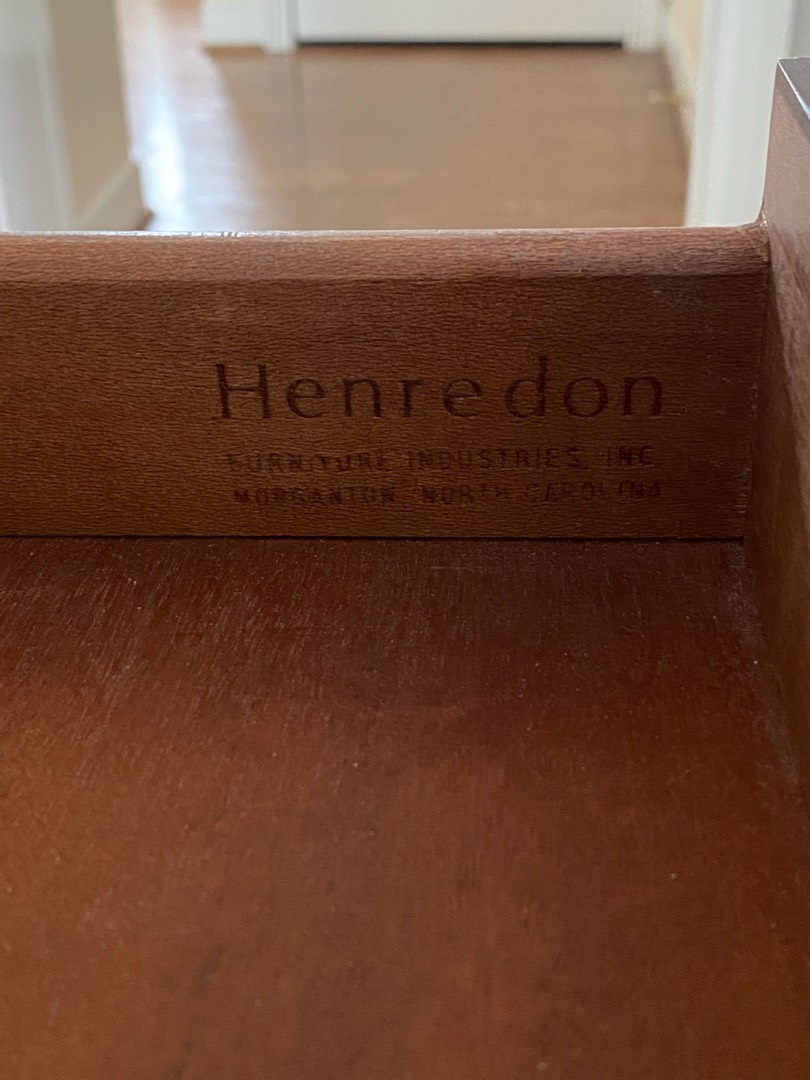 Henredon
FURNITURE INDUSTRIES, INC.
MORGANTON, NORTH CAROLINA